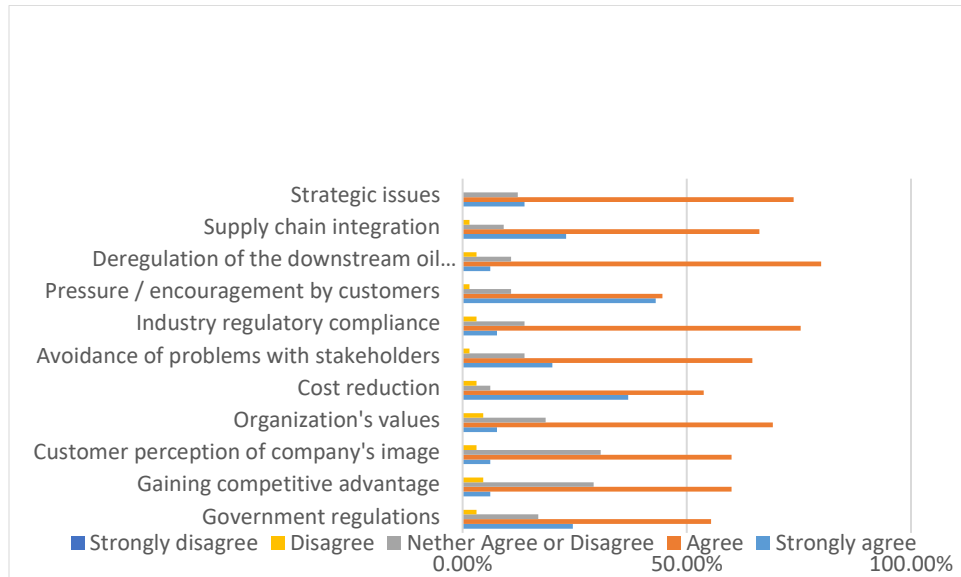 Strategic issues
Supply chain integration
Deregulation of the downstream oil...
Pressure / encouragement by customers
Industry regulatory compliance
Avoidance of problems with stakeholders
Cost reduction
Organization's values
Customer perception of company's image
Gaining competitive advantage
Government regulations
Strongly disagree Disagree Nether Agree or Disagree Agree Strongly agree
0.00% 50.00% 100.00%